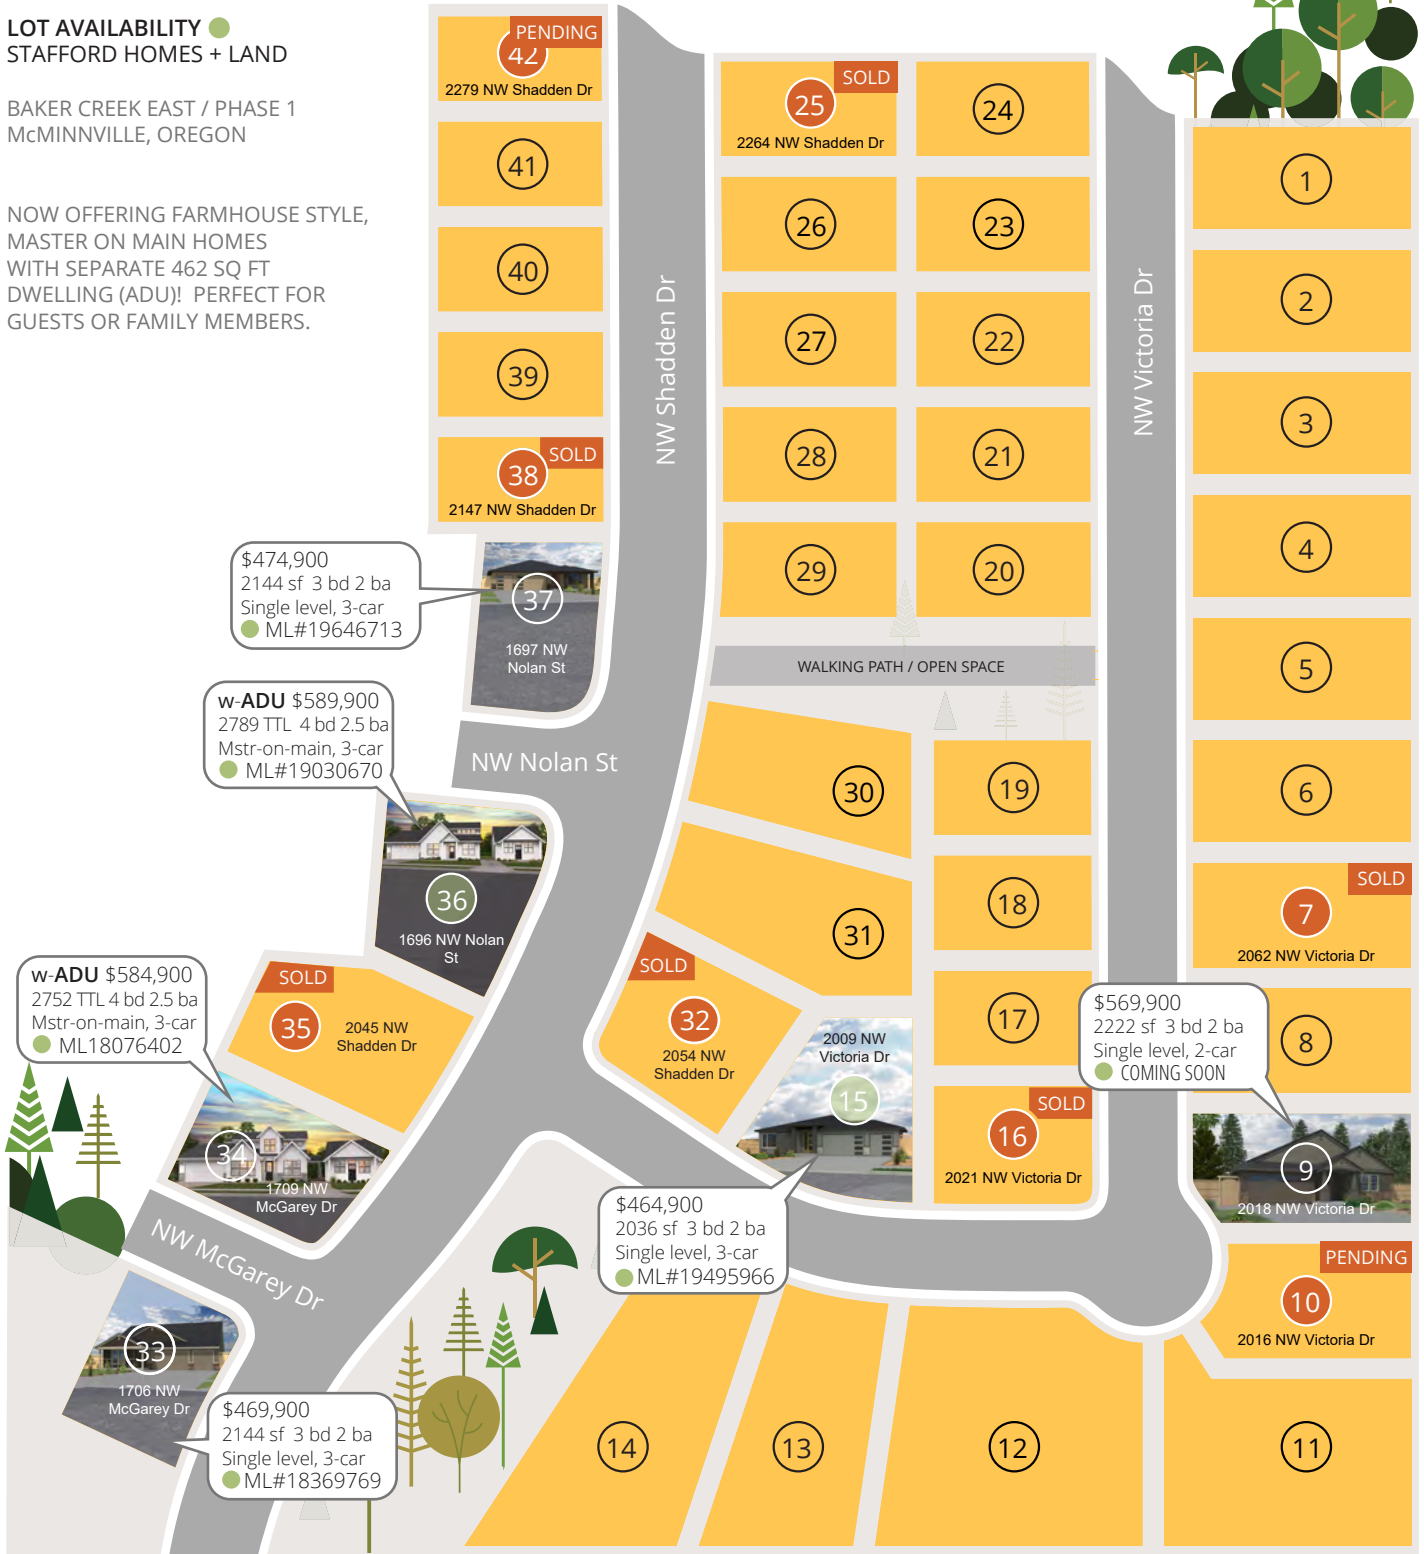 LOT AVAILABILITY
STAFFORD HOMES + LAND
BAKER CREEK EAST / PHASE 1
McMINNVILLE, OREGON
NOW OFFERING FARMHOUSE STYLE,
MASTER ON MAIN HOMES
WITH SEPARATE 462 SQ FT
DWELLING (ADU)! PERFECT FOR
GUESTS OR FAMILY MEMBERS.
PENDING
42
2279 NW Shadden Dr
41
40
39
SOLD
38
2147 NW Shadden Dr
$474,900
2144 sf 3 bd 2 ba
Single level, 3-car
ML#19646713
37
1697 NW
Nolan St
w-ADU $589,900
2789 TTL 4 bd 2.5 ba
Mstr-on-main, 3-car
ML#19030670
NW Nolan St
36
1696 NW Nolan
St
SOLD
35
2045 NW
Shadden Dr
w-ADU $584,900
2752 TTL 4 bd 2.5 ba
Mstr-on-main, 3-car
ML18076402
34
1709 NW
McGarey Dr
NW McGarey Dr
33
1706 NW
McGarey Dr
$469,900
2144 sf 3 bd 2 ba
Single level, 3-car
ML#18369769
NW Shadden Dr
SOLD
25
2264 NW Shadden Dr
24
26
23
27
22
28
21
29
20
WALKING PATH / OPEN SPACE
30
19
31
18
SOLD
32
2054 NW
Shadden Dr
17
2009 NW
Victoria Dr
15
SOLD
16
2021 NW Victoria Dr
$464,900
2036 sf 3 bd 2 ba
Single level, 3-car
ML#19495966
NW Victoria Dr
1
2
3
4
5
6
SOLD
7
2062 NW Victoria Dr
8
$569,900
2222 sf 3 bd 2 ba
Single level, 2-car
COMING SOON
9
2018 NW Victoria Dr
PENDING
10
2016 NW Victoria Dr
14
13
12
11